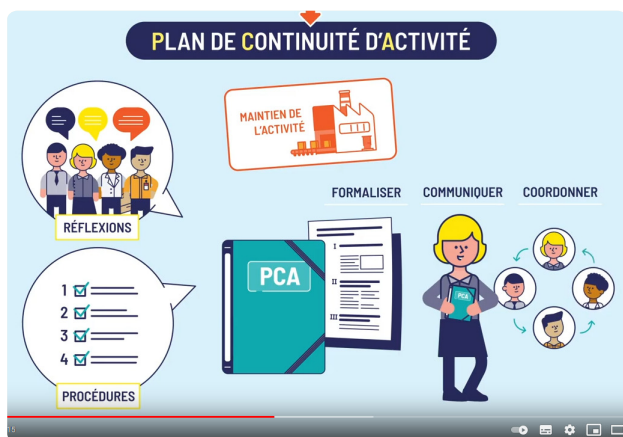 PLAN DE CONTINUITÉ D'ACTIVITÉ
MAINTIEN DE
L'ACTIVITÉ
RÉFLEXIONS
FORMALISER
COMMUNIQUER
COORDONNER
PCA
I
II
III
PCA
1
2
3
4
PROCÉDURES